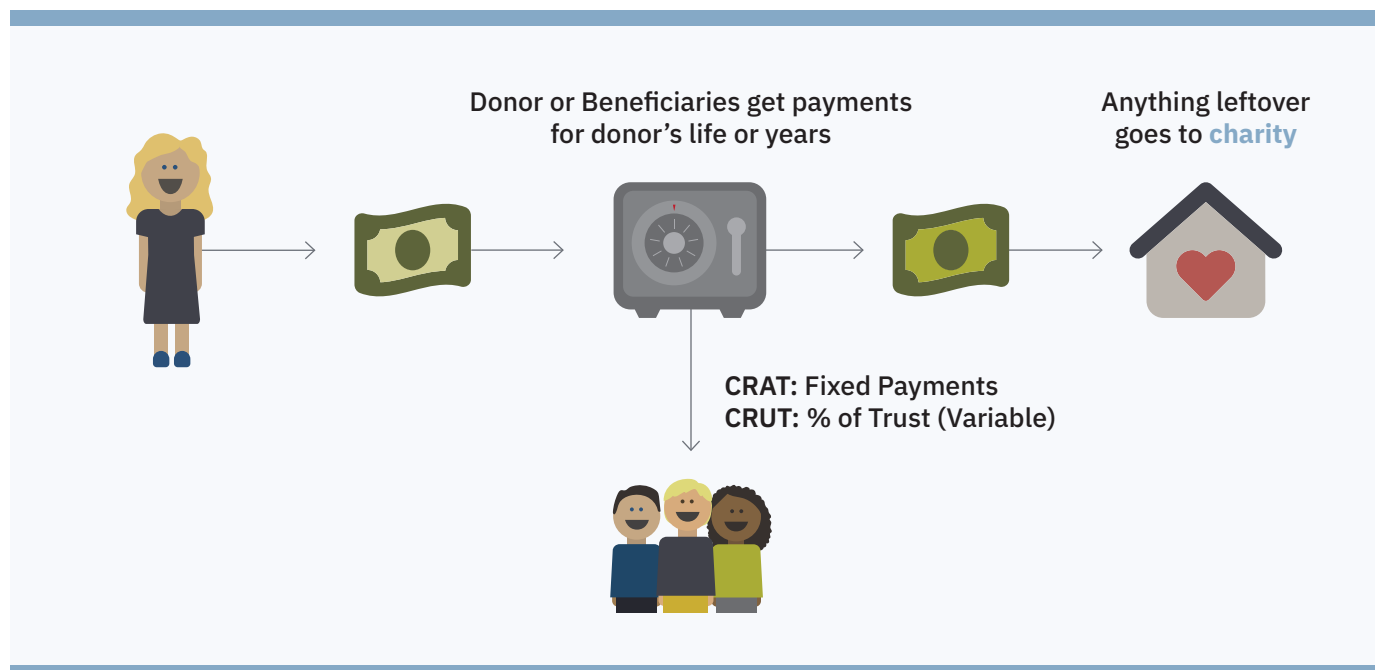 Donor or Beneficiaries get payments
for donor’s life or years
Anything leftover
goes to charity
CRAT: Fixed Payments
CRUT: % of Trust (Variable)